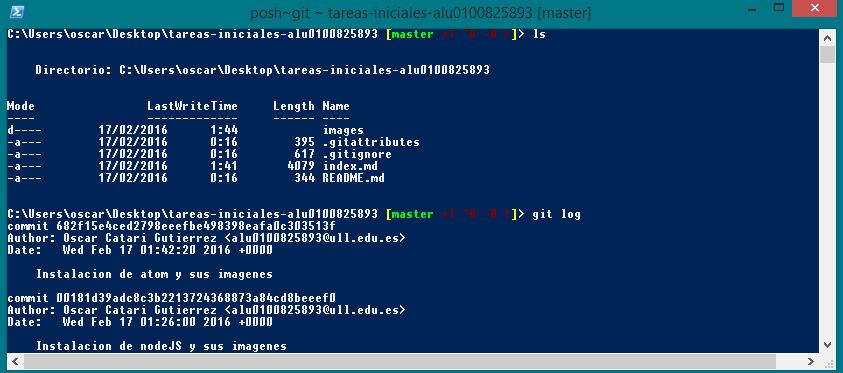 posh~git ~ tareas-iniciales-alu0100825893 [master]
C:\Users\oscar\Desktop\tareas-iniciales-alu0100825893 [master +1 ~0 -0 !]> ls
Directorio: C:\Users\oscar\Desktop\tareas-iniciales-alu0100825893
Mode LastWriteTime Length Name
---- ------------- ------ ----
d---- 17/02/2016 1:44 images
-a--- 17/02/2016 0:16 395 .gitattributes
-a--- 17/02/2016 0:16 617 .gitignore
-a--- 17/02/2016 1:41 4079 index.md
-a--- 17/02/2016 0:16 344 README.md
C:\Users\oscar\Desktop\tareas-iniciales-alu0100825893 [master +1 ~0 -0 !]> git log
commit 682f15e4ced2798eeefbe498398eafa0c303513f
Author: Oscar Catari Gutierrez <alu0100825893@ull.edu.es>
Date: Wed Feb 17 01:42:20 2016 +0000
Instalacion de atom y sus imagenes
commit 00181d39adc8c3b2213724368873a84cd8beeef0
Author: Oscar Catari Gutierrez <alu0100825893@ull.edu.es>
Date: Wed Feb 17 01:26:00 2016 +0000
Instalacion de nodeJS y sus imagenes